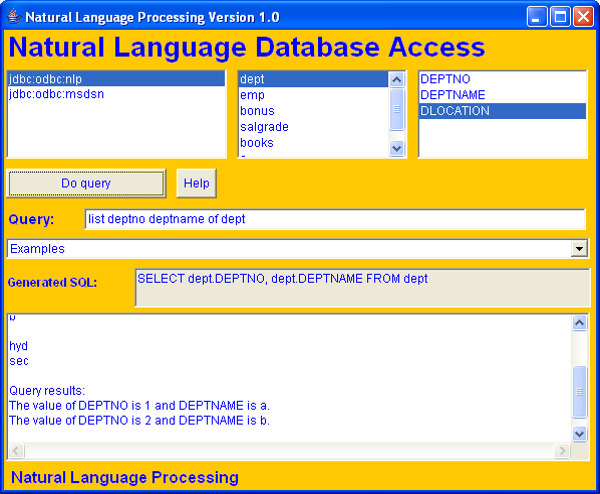 Natural Language Processing Version 1.0
Natural Language Database Access
jdbc:odbc:nlp
jdbc:odbc:msdsn
dept
emp
bonus
salgrade
books
DEPTNO
DEPTNAME
DLOCATION
Do query
Help
Query:
list deptno deptname of dept
Examples
Generated SQL:
SELECT dept.DEPTNO, dept.DEPTNAME FROM dept
hyd
sec
Query results:
The value of DEPTNO is 1 and DEPTNAME is a.
The value of DEPTNO is 2 and DEPTNAME is b.
Natural Language Processing